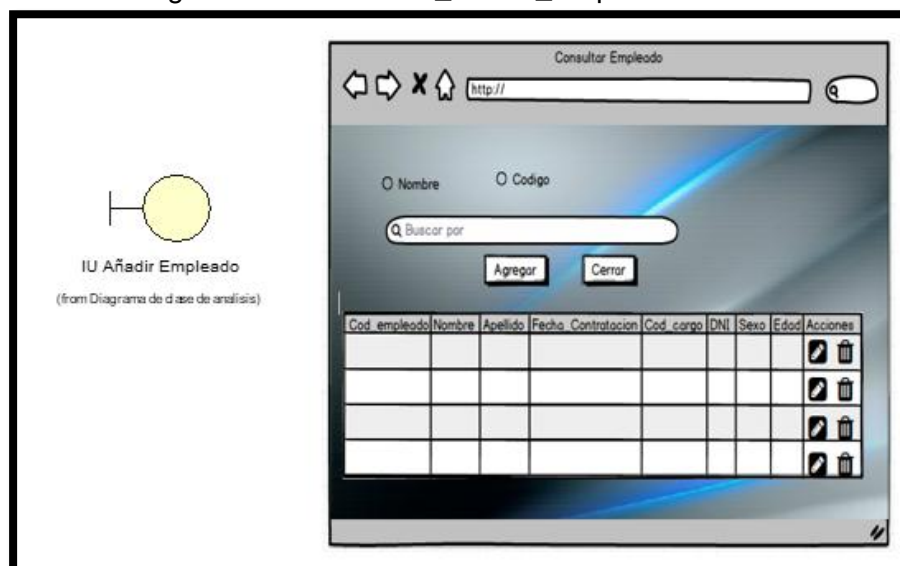 Consultar Empleado
http://
Nombre
Codigo
Buscar por
Agregar
Cerrar
IU Añadir Empleado
(from Diagrama de clase de analisis)
Cod_empleado Nombre Apellido Fecha_Contratacion Cod_cargo DNI Sexo Edad Acciones